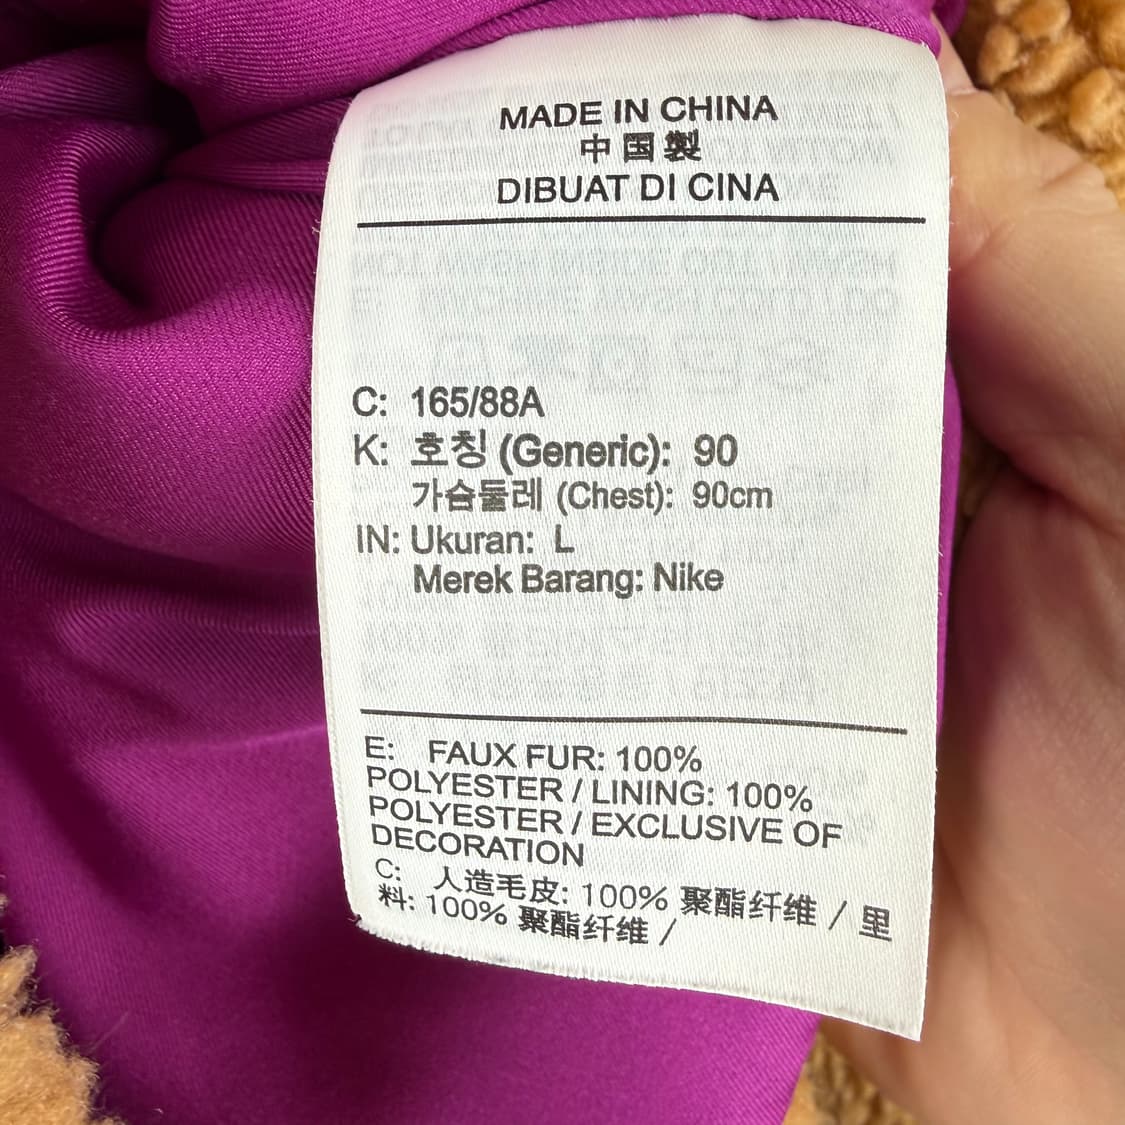 MADE IN CHINA
中国製
DIBUAT DI CINA
C: 165/88A
K: 호칭 (Generic): 90
가슴둘레 (Chest): 90cm
IN: Ukuran: L
Merek Barang: Nike
E: FAUX FUR: 100%
POLYESTER / LINING: 100%
POLYESTER / EXCLUSIVE OF
DECORATION
C: 人造毛皮: 100% 聚酯纤维 / 里
料: 100% 聚酯纤维 /